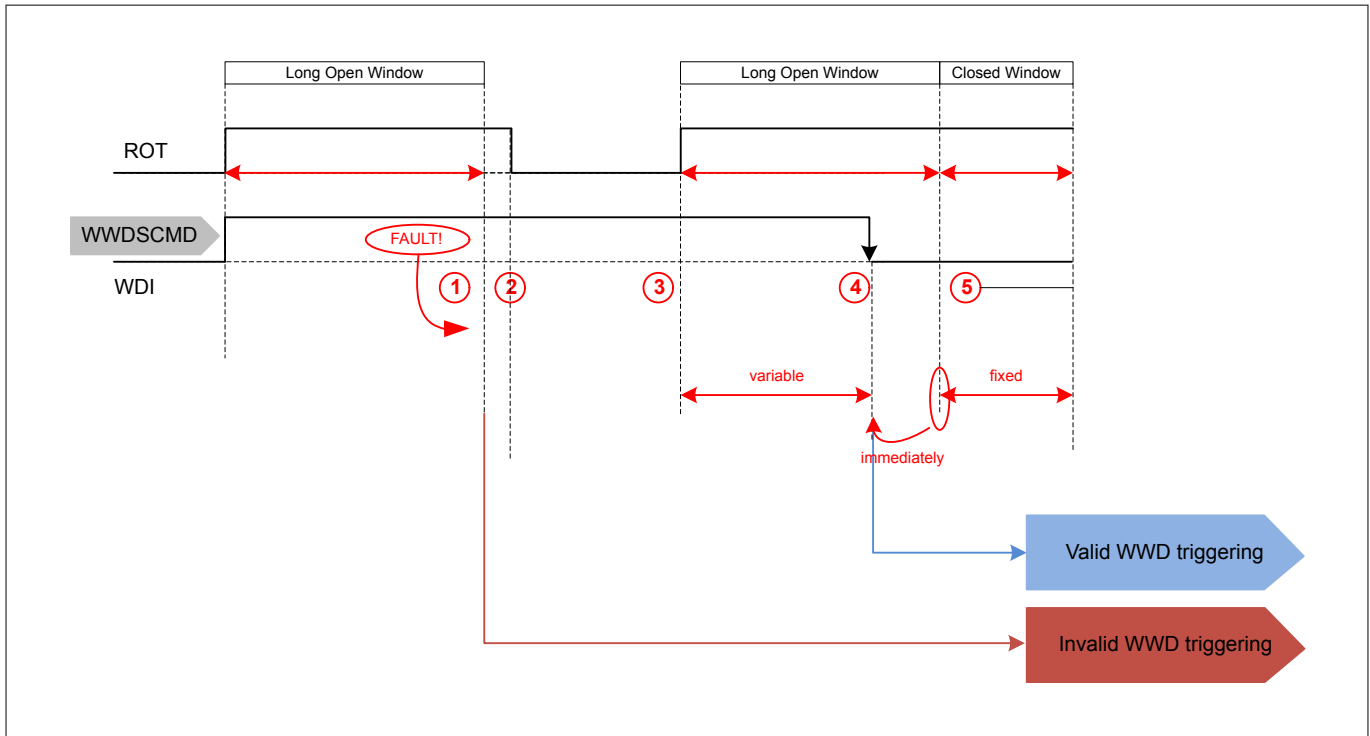 Long Open Window
Long Open Window
Closed Window
ROT
WWDSCMD
FAULT!
WDI
1
2
3
4
5
variable
fixed
immediately
Valid WWD triggering
Invalid WWD triggering